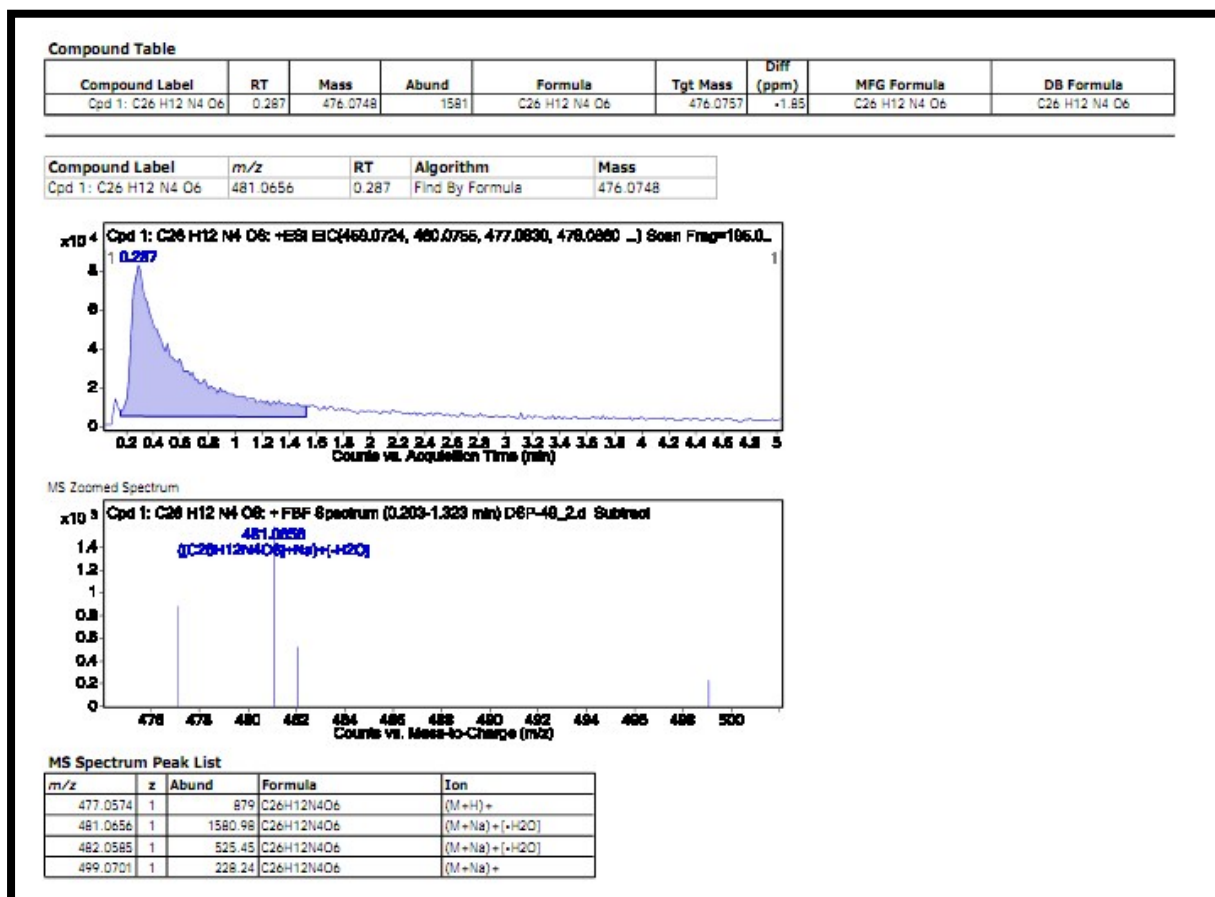 Compound Table
Compound Label RT Mass Abund Formula Tgt Mass Diff (ppm) MFG Formula DB Formula
Cpd 1: C26 H12 N4 O6 0.287 476.0748 1581 C26 H12 N4 O6 476.0757 -1.85 C26 H12 N4 O6 C26 H12 N4 O6
Compound Label m/z RT Algorithm Mass
Cpd 1: C26 H12 N4 O6 481.0656 0.287 Find By Formula 476.0748
x10 4 Cpd 1: C26 H12 N4 O6: +ESI EIC(459.0724, 460.0755, 477.0830, 478.0860 ...) Scan Frag=195.0...
1 0.287 1
8
6
4
2
0
0.2 0.4 0.6 0.8 1 1.2 1.4 1.6 1.8 2 2.2 2.4 2.6 2.8 3 3.2 3.4 3.6 3.8 4 4.2 4.4 4.6 4.8 5
Counts vs. Acquisition Time (min)
MS Zoomed Spectrum
x10 3 Cpd 1: C26 H12 N4 O6: + FBF Spectrum (0.203-1.323 min) DSP-49_2.d Subtract
481.0656
([C26H12N4O6]+Na)+[-H2O]
1.4
1.2
1
0.8
0.6
0.4
0.2
0
476 478 480 482 484 486 488 490 492 494 496 498 500
Counts vs. Mass-to-Charge (m/z)
MS Spectrum Peak List
m/z z Abund Formula Ion
477.0574 1 879 C26H12N4O6 (M+H)+
481.0656 1 1580.98 C26H12N4O6 (M+Na)+[-H2O]
482.0585 1 525.45 C26H12N4O6 (M+Na)+[-H2O]
499.0701 1 228.24 C26H12N4O6 (M+Na)+